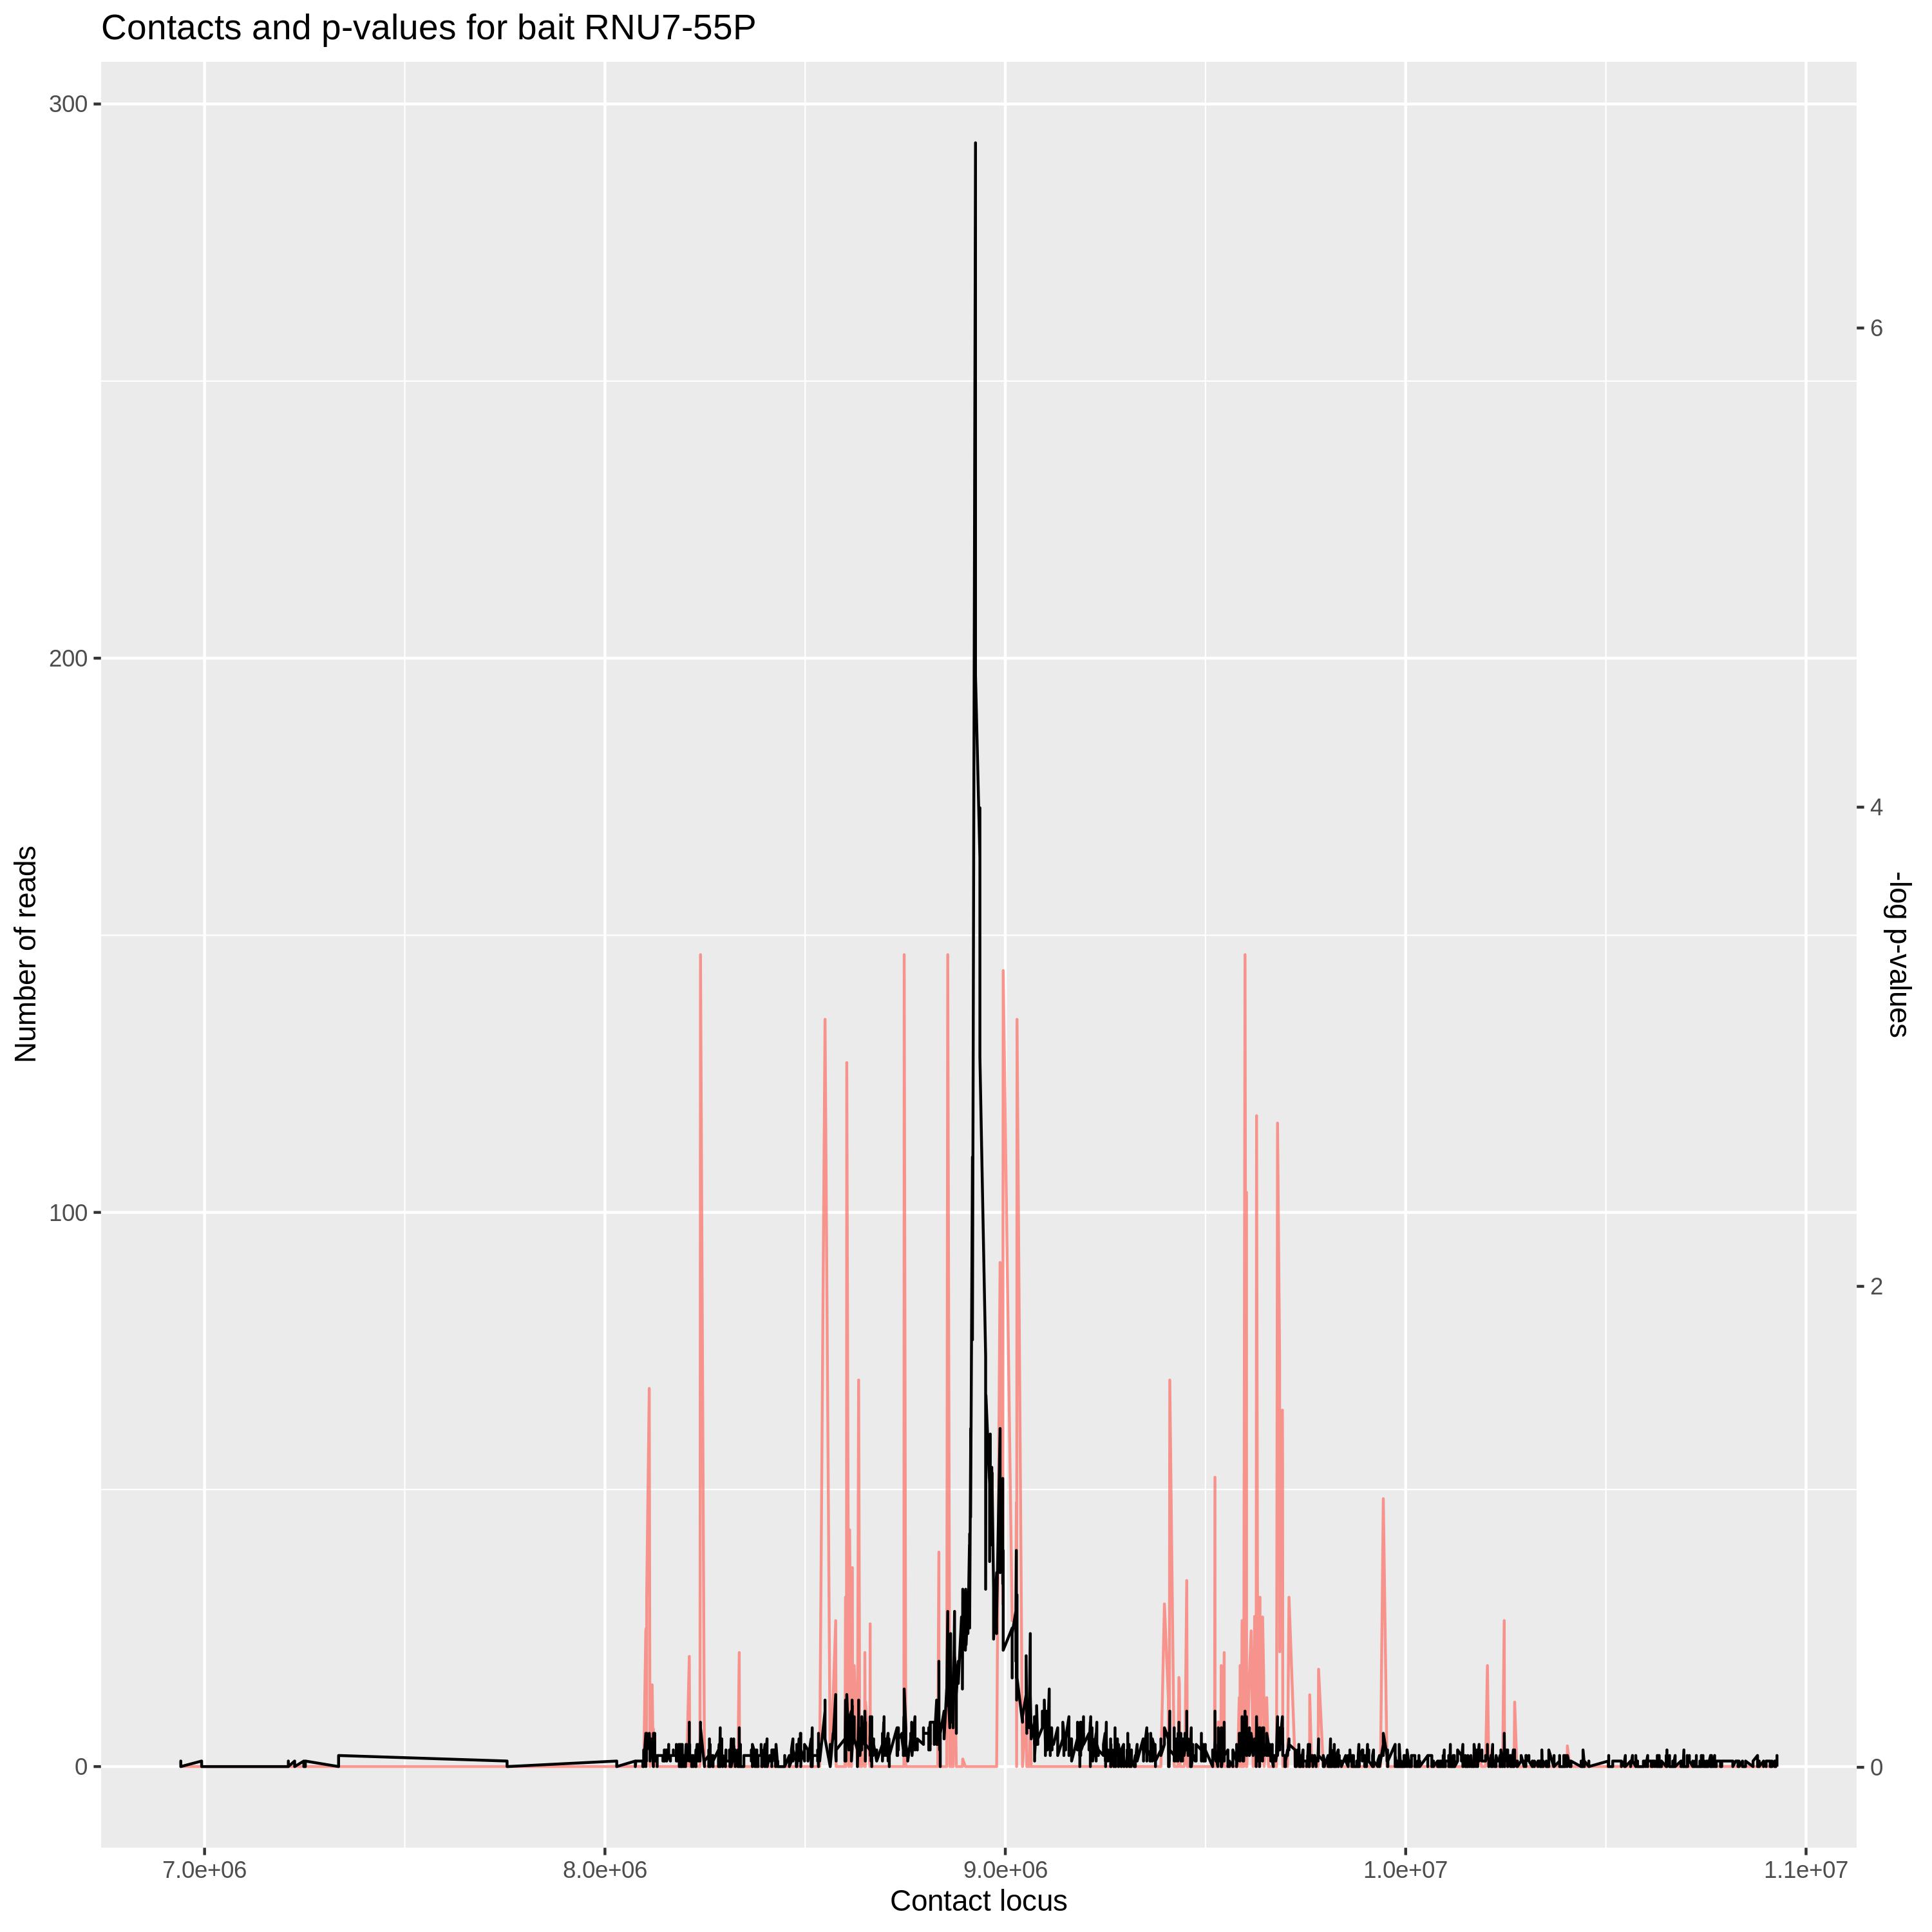 Contacts and p-values for bait RNU7-55P
300
200
100
0
6
4
2
0
Number of reads
-log p-values
7.0e+06
8.0e+06
9.0e+06
1.0e+07
1.1e+07
Contact locus